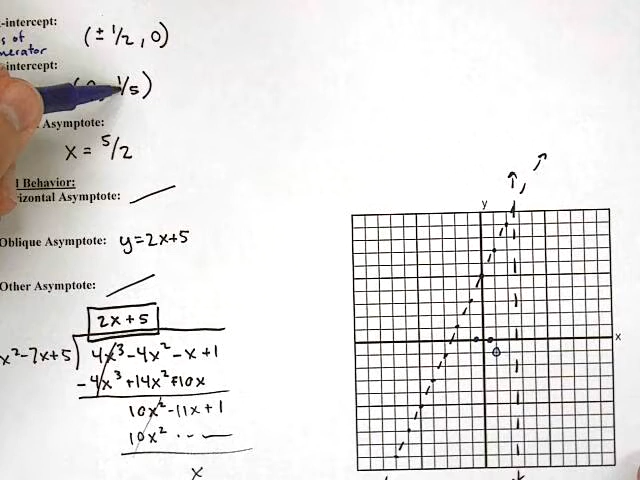 -intercept:
(± 1/2, 0)
s of
nerator
intercept:
1/5)
Asymptote:
x = 5/2
l Behavior:
rizontal Asymptote:
Oblique Asymptote: y=2x+5
Other Asymptote:
2x+5
x²-7x+5) 4x³-4x²-x+1
-4x³+14x²+10x
10x²-11x+1
10x² -- —
x
y
x